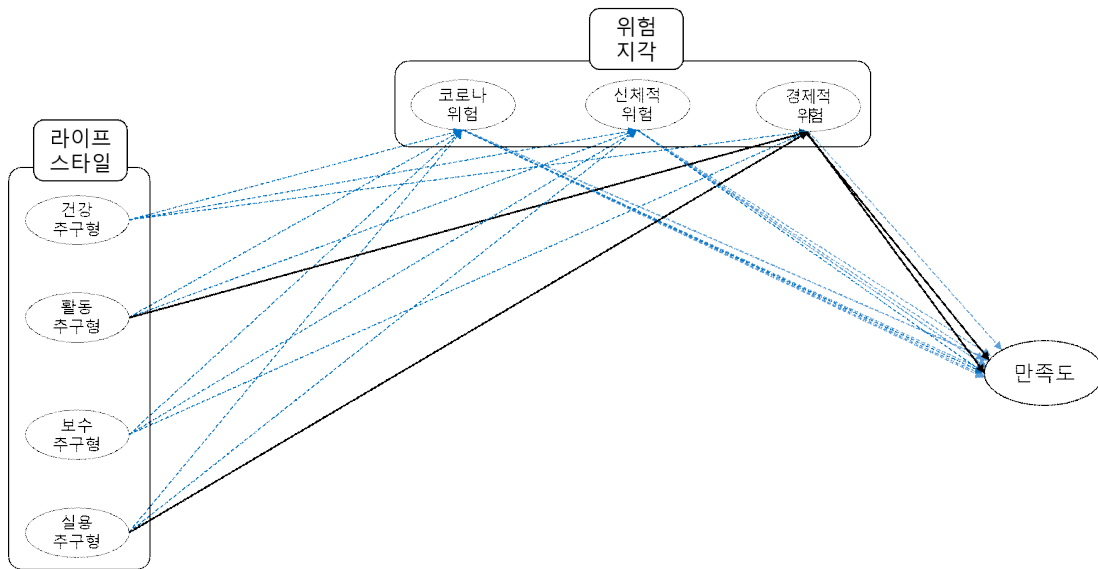 위험
지각
코로나
위험
신체적
위험
경제적
위험
라이프
스타일
건강
추구형
활동
추구형
보수
추구형
실용
추구형
만족도